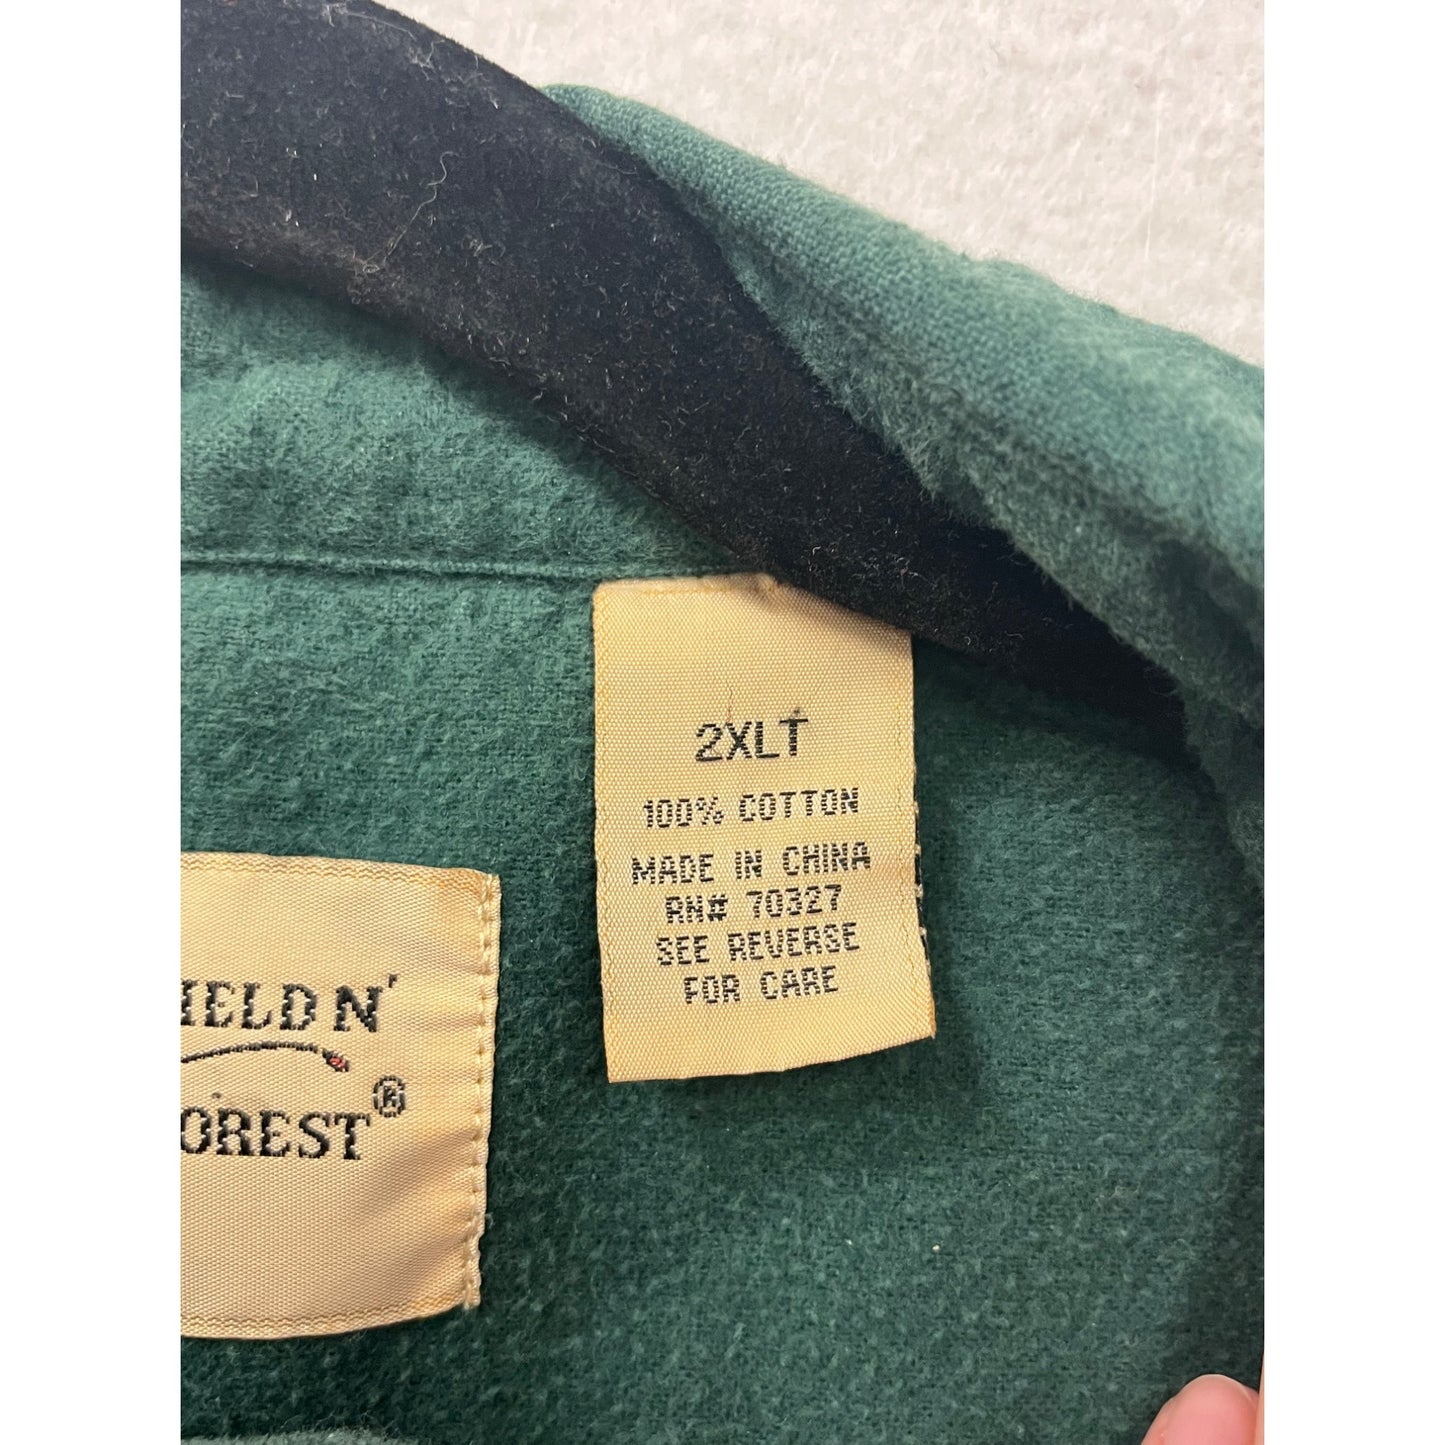 2XLT
100% COTTON
MADE IN CHINA
RN# 70327
SEE REVERSE
FOR CARE
IELD N'
OREST®